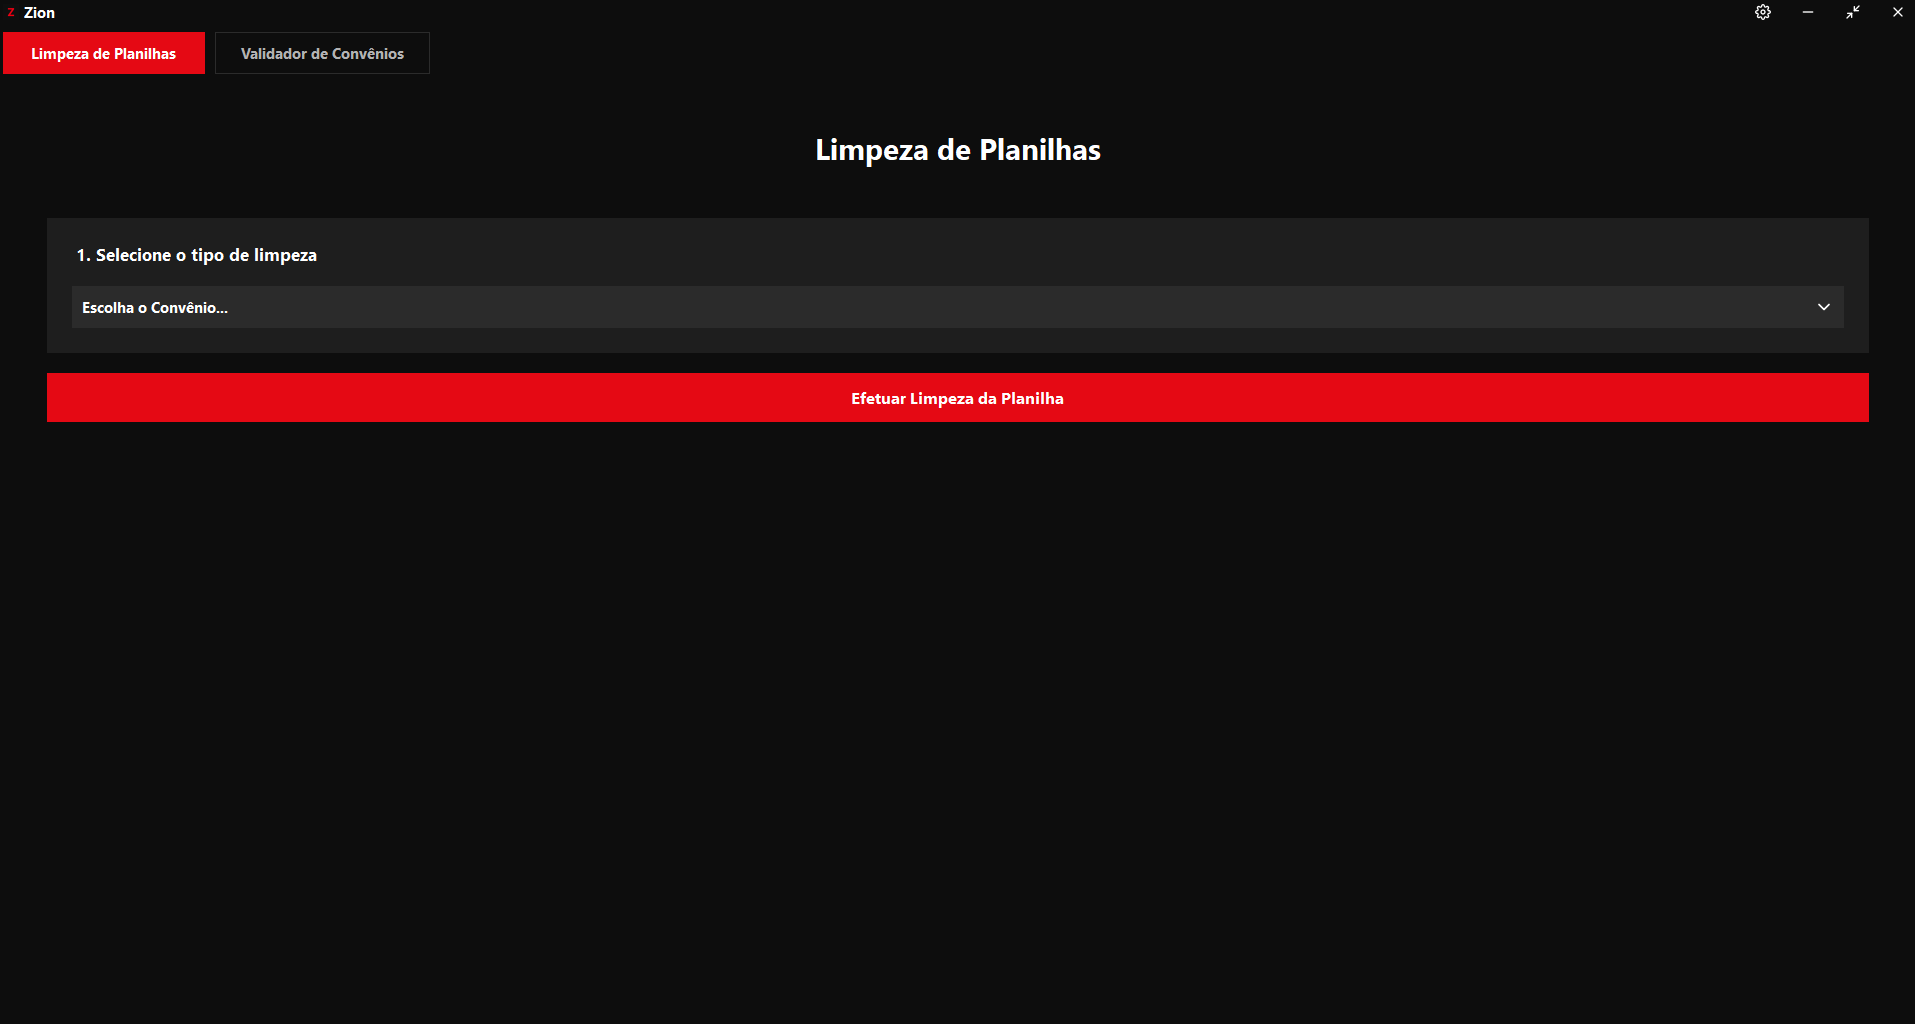 Z Zion
Limpeza de Planilhas
Validador de Convênios
Limpeza de Planilhas
1. Selecione o tipo de limpeza
Escolha o Convênio...
Efetuar Limpeza da Planilha